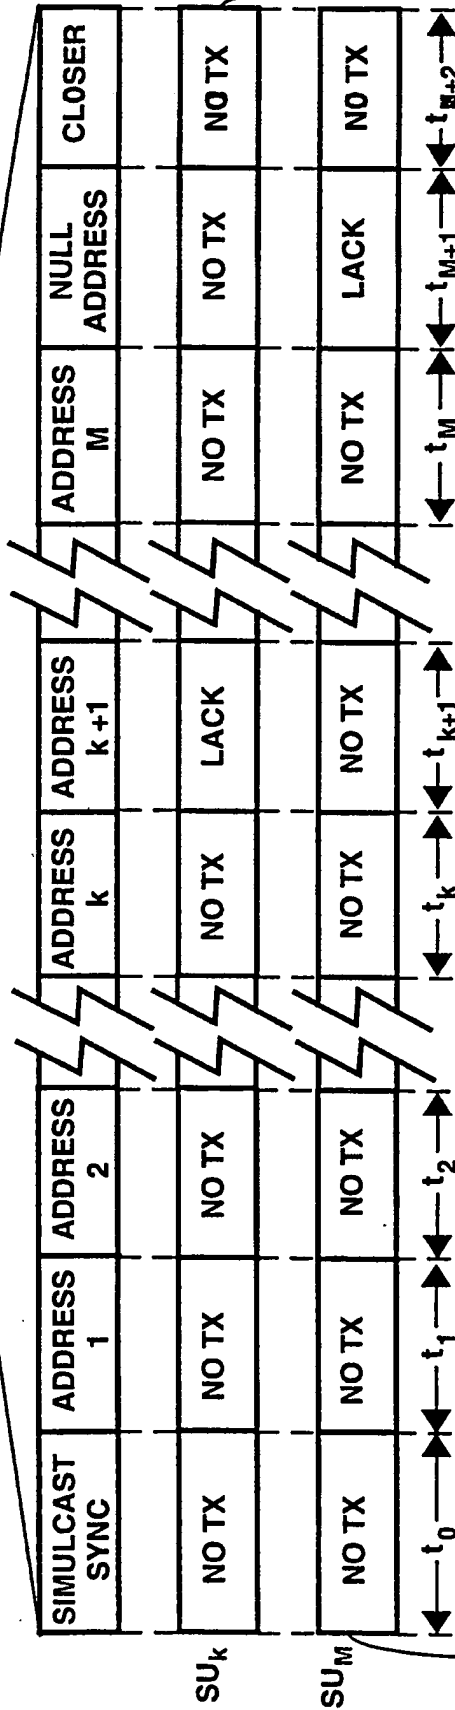 SIMULCAST
SYNC
ADDRESS
1
ADDRESS
2
ADDRESS
k
ADDRESS
k+1
ADDRESS
M
NULL
ADDRESS
CLOSER
SUk
NO TX
NO TX
NO TX
NO TX
LACK
NO TX
NO TX
NO TX
SUM
NO TX
NO TX
NO TX
NO TX
NO TX
NO TX
LACK
NO TX
t0
t1
t2
tk
tk+1
tM
tM+1
tM+2